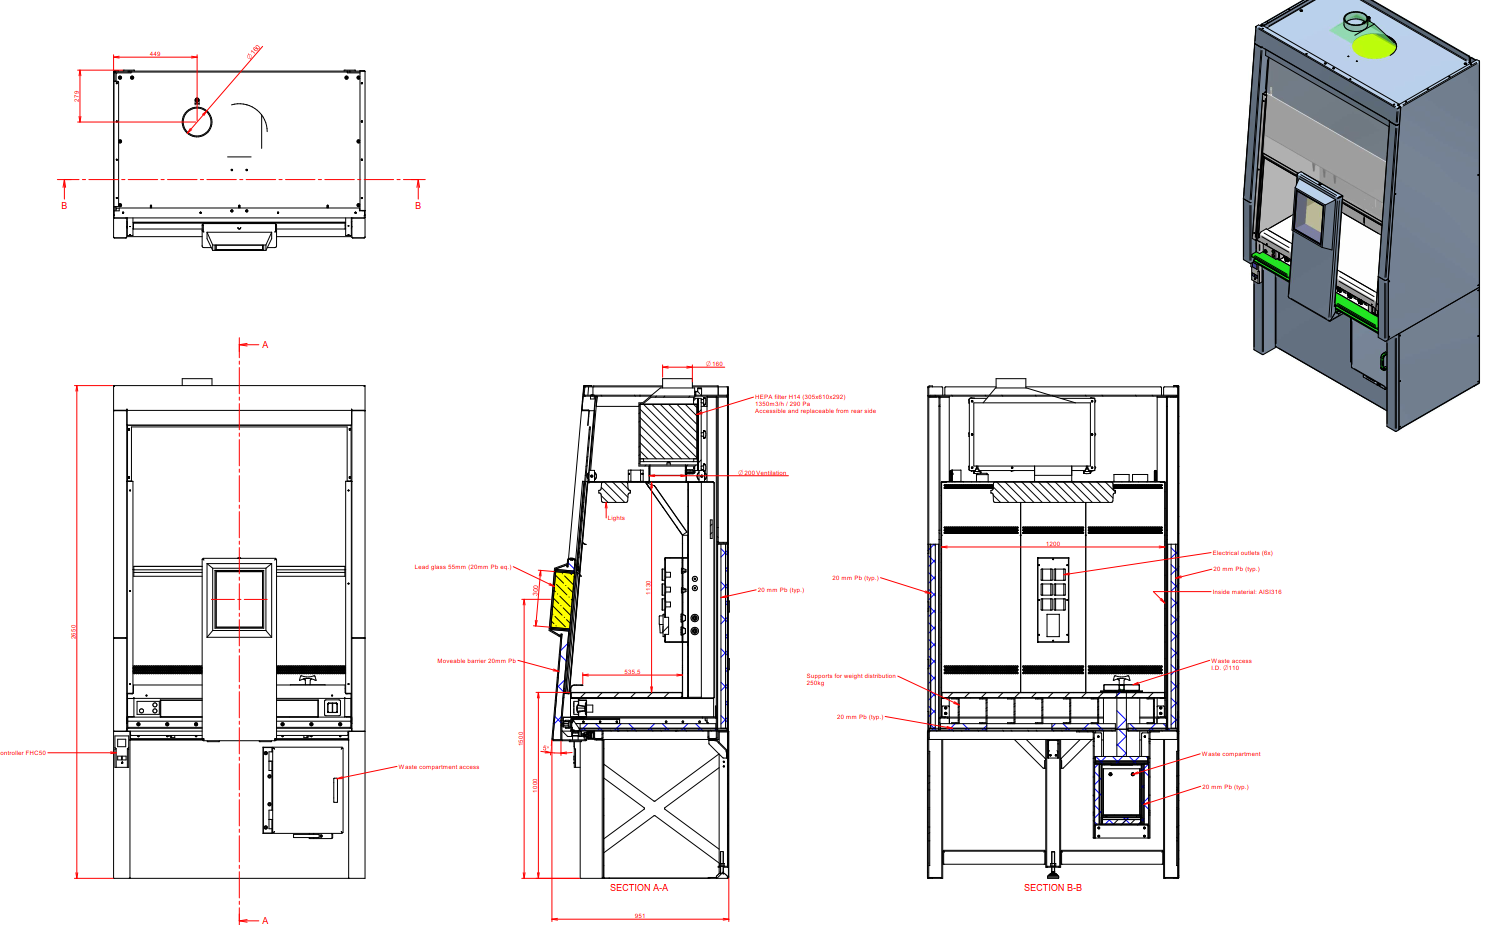 449
∅160
279
B
B
A
2650
ontroller FHC50
Waste compartment access
A
∅160
HEPA filter H14 (305x610x292)
1350m3/h / 290 Pa
Accessible and replaceable from rear side
∅200 Ventilation
Lights
Lead glass 55mm (20mm Pb eq.)
300
1130
20 mm Pb (typ.)
Moveable barrier 20mm Pb
535.5
1500
1000
SECTION A-A
951
1200
Electrical outlets (6x)
20 mm Pb (typ.)
20 mm Pb (typ.)
Inside material: AISI316
Waste access
I.D. ∅110
Supports for weight distribution
250kg
20 mm Pb (typ.)
Waste compartment
20 mm Pb (typ.)
SECTION B-B